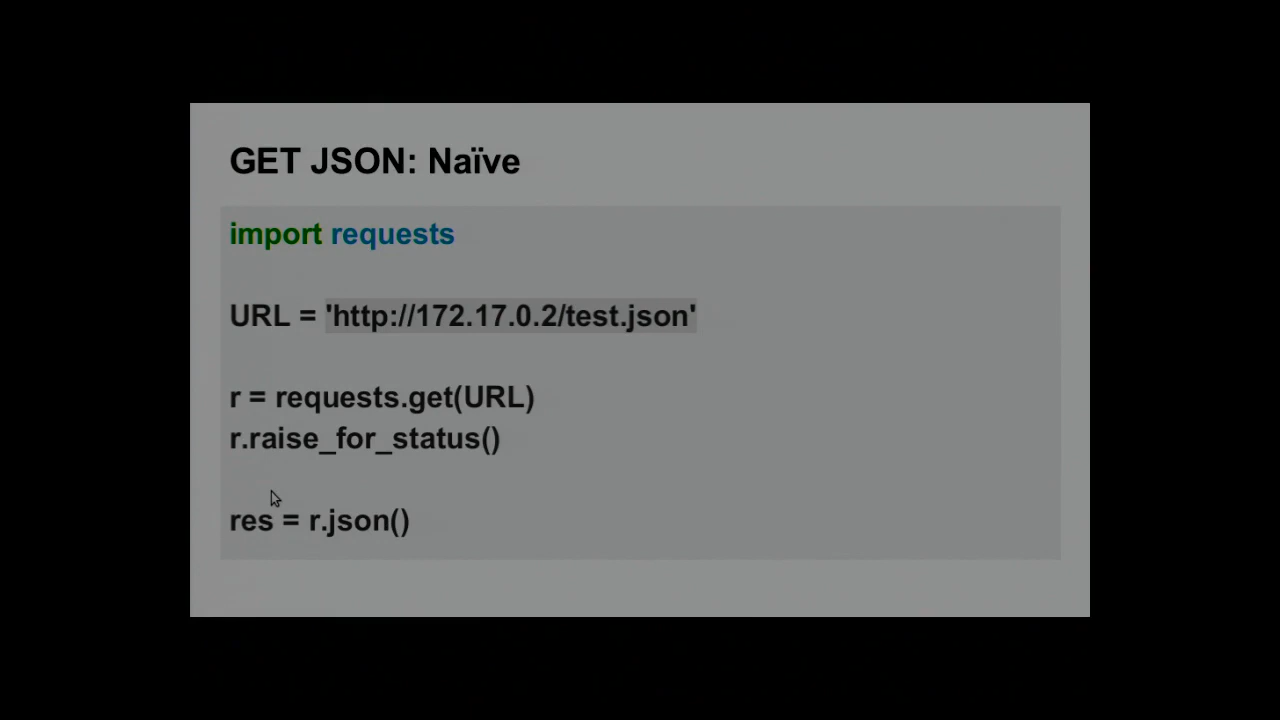 GET JSON: Naïve
import requests
URL = 'http://172.17.0.2/test.json'
r = requests.get(URL)
r.raise_for_status()
res = r.json()